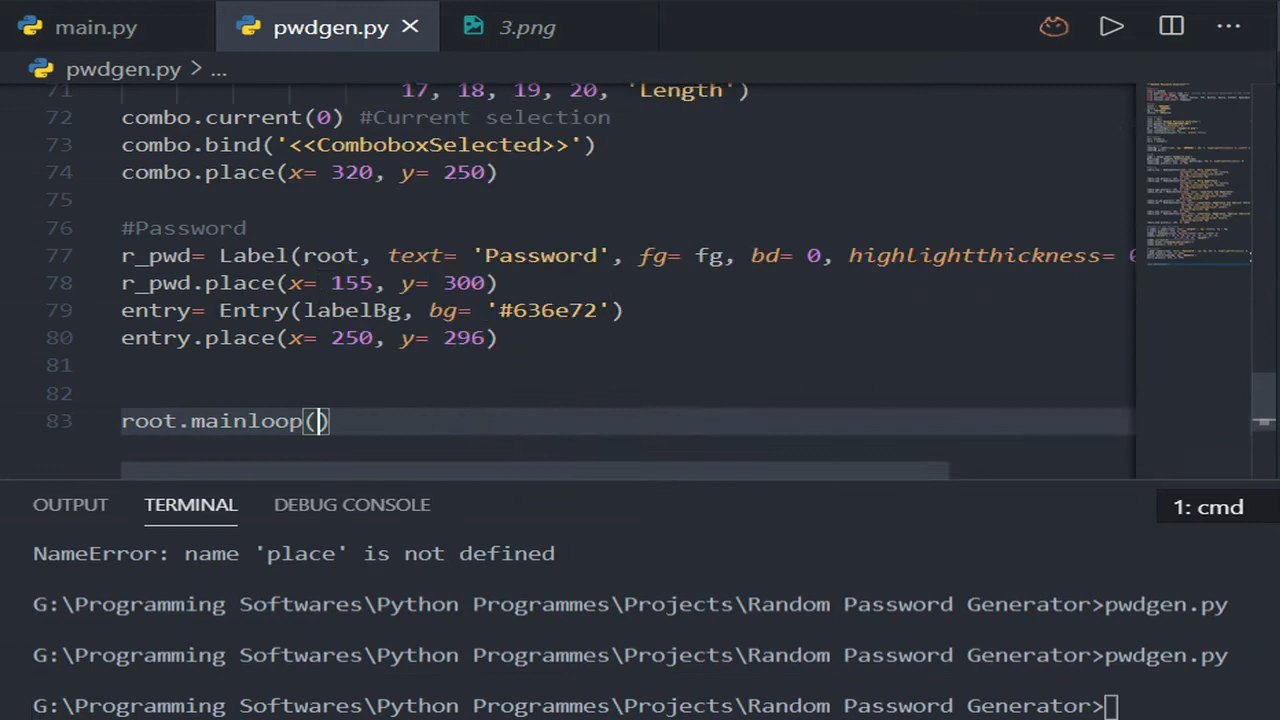 main.py pwdgen.py 3.png
pwdgen.py > ...
71 17, 18, 19, 20, 'Length')
72 combo.current(0) #Current selection
73 combo.bind('<<ComboboxSelected>>')
74 combo.place(x= 320, y= 250)
75
76 #Password
77 r_pwd= Label(root, text= 'Password', fg= fg, bd= 0, highlightthickness= 0
78 r_pwd.place(x= 155, y= 300)
79 entry= Entry(labelBg, bg= '#636e72')
80 entry.place(x= 250, y= 296)
81
82
83 root.mainloop()
OUTPUT TERMINAL DEBUG CONSOLE 1: cmd
NameError: name 'place' is not defined
G:\Programming Softwares\Python Programmes\Projects\Random Password Generator>pwdgen.py
G:\Programming Softwares\Python Programmes\Projects\Random Password Generator>pwdgen.py
G:\Programming Softwares\Python Programmes\Projects\Random Password Generator>